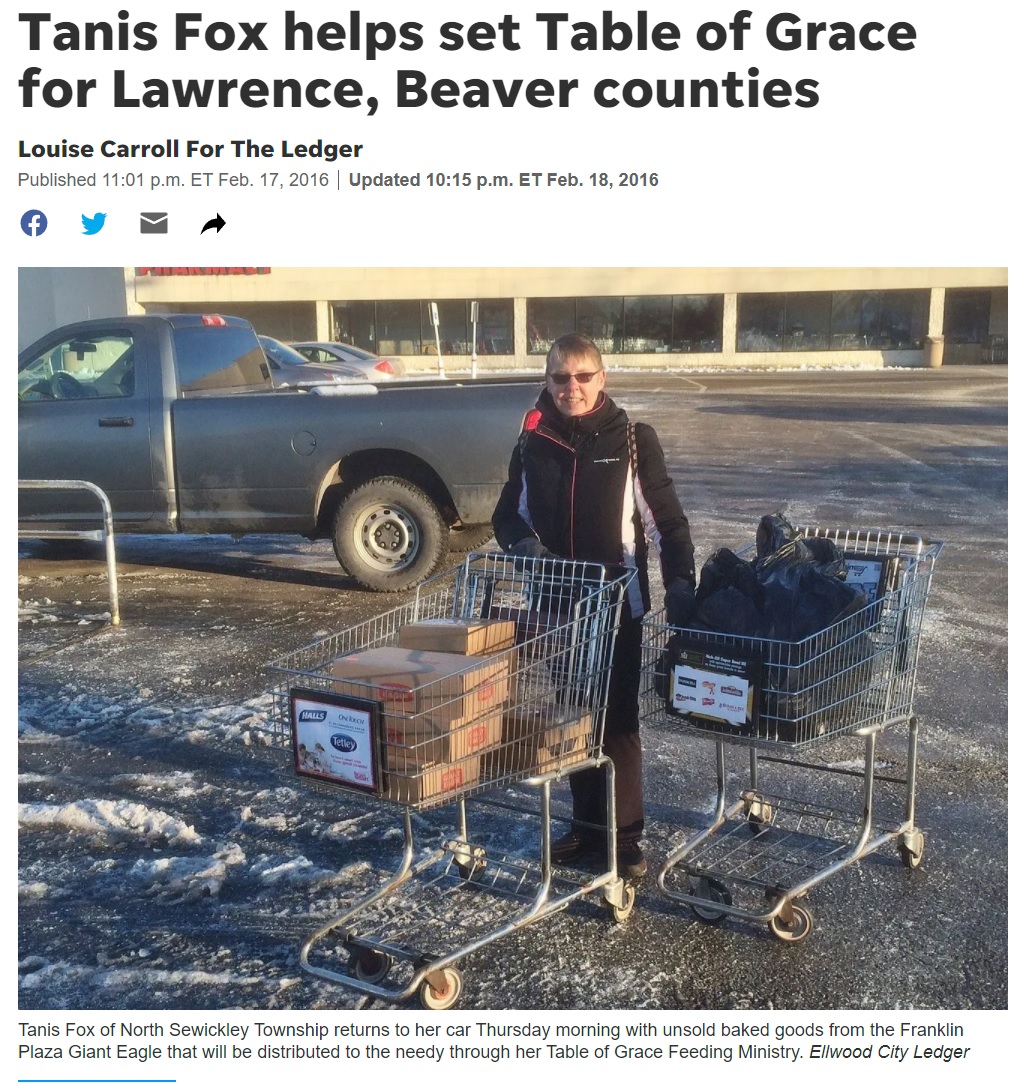 Tanis Fox helps set Table of Grace
for Lawrence, Beaver counties
Louise Carroll For The Ledger
Published 11:01 p.m. ET Feb. 17, 2016 | Updated 10:15 p.m. ET Feb. 18, 2016
PHARMACY
HALLS
ONETOUCH
Tetley
Tanis Fox of North Sewickley Township returns to her car Thursday morning with unsold baked goods from the Franklin
Plaza Giant Eagle that will be distributed to the needy through her Table of Grace Feeding Ministry. Ellwood City Ledger